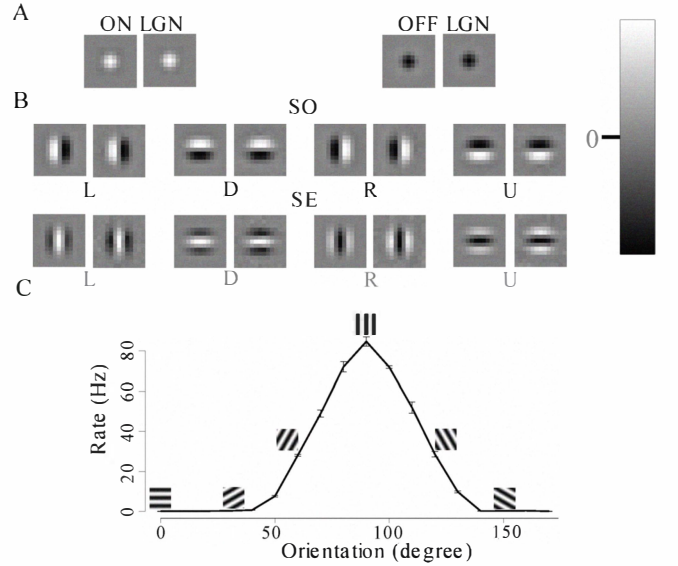 A
ON LGN OFF LGN
B
SO
0
L D R U
SE
L D R U
C
Rate (Hz)
80
60
40
20
0
0 50 100 150
Orientation (degree)